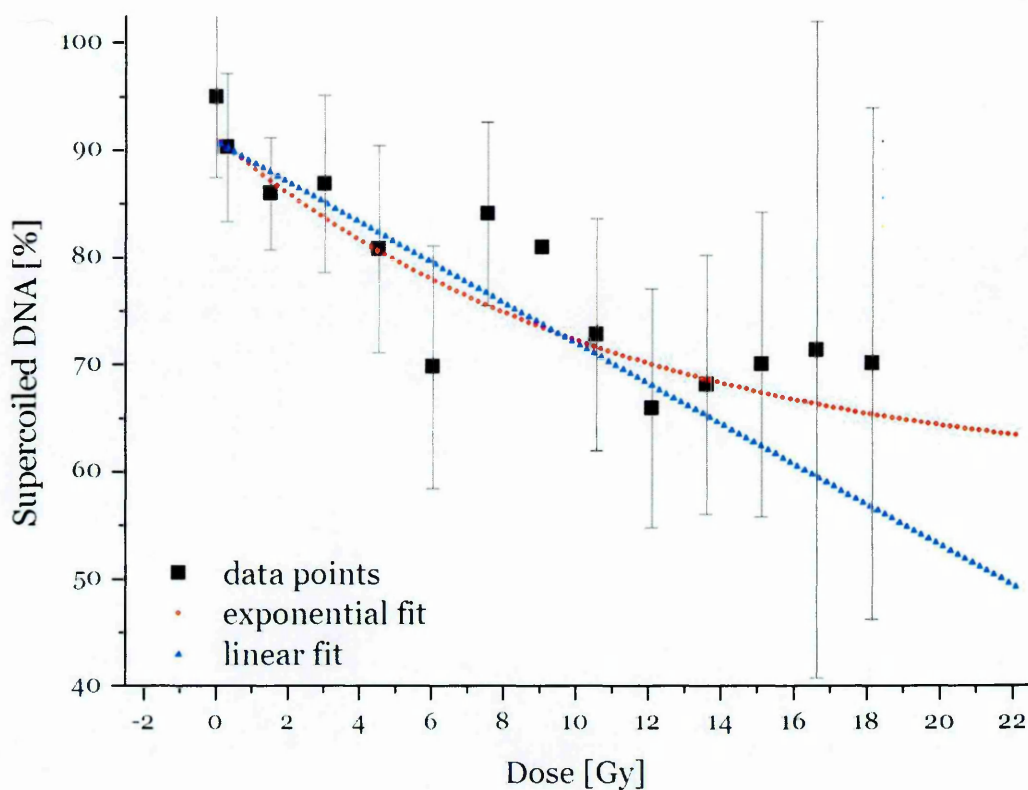 100
90
80
70
60
50
40
Supercoiled DNA [%]
data points
exponential fit
linear fit
-2 0 2 4 6 8 10 12 14 16 18 20 22
Dose [Gy]